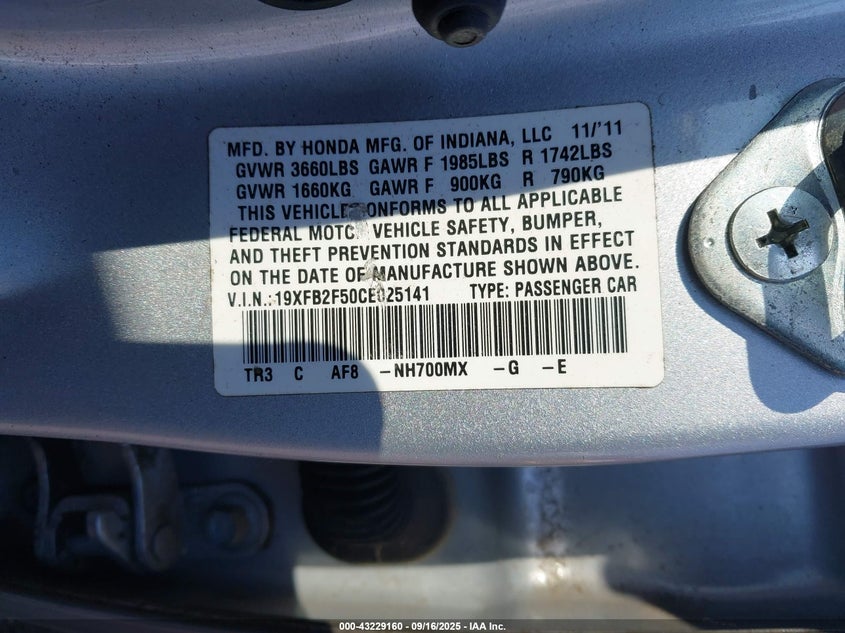 MFD. BY HONDA MFG. OF INDIANA, LLC 11/'11
GVWR 3660LBS GAWR F 1985LBS R 1742LBS
GVWR 1660KG GAWR F 900KG R 790KG
THIS VEHICLE CONFORMS TO ALL APPLICABLE
FEDERAL MOTOR VEHICLE SAFETY, BUMPER,
AND THEFT PREVENTION STANDARDS IN EFFECT
ON THE DATE OF MANUFACTURE SHOWN ABOVE.
V.I.N.:19XFB2F50CE025141 TYPE: PASSENGER CAR
TR3 C AF8 -NH700MX -G -E
000-43229160 - 09/16/2025 - IAA Inc.